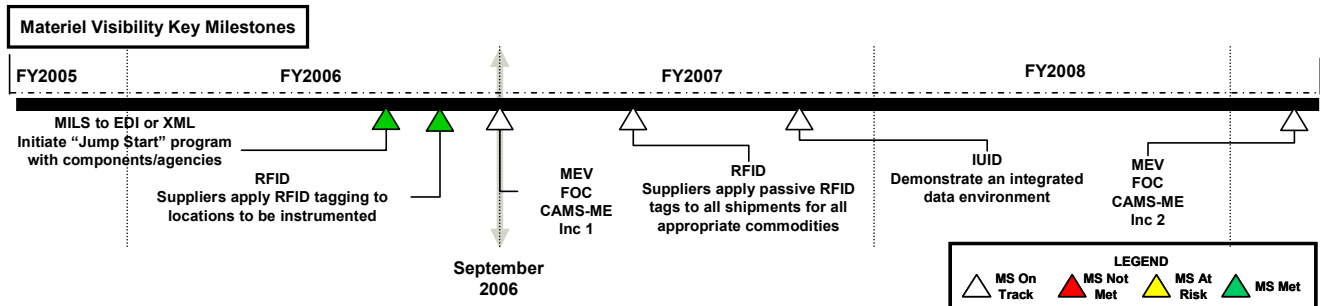 Materiel Visibility Key Milestones
FY2005
FY2006
FY2007
FY2008
MILS to EDI or XML
Initiate “Jump Start” program
with components/agencies
RFID
Suppliers apply RFID tagging to
locations to be instrumented
MEV
FOC
CAMS-ME
Inc 1
RFID
Suppliers apply passive RFID
tags to all shipments for all
appropriate commodities
IUID
Demonstrate an integrated
data environment
MEV
FOC
CAMS-ME
Inc 2
September
2006
LEGEND
MS On
Track
MS Not
Met
MS At
Risk
MS Met